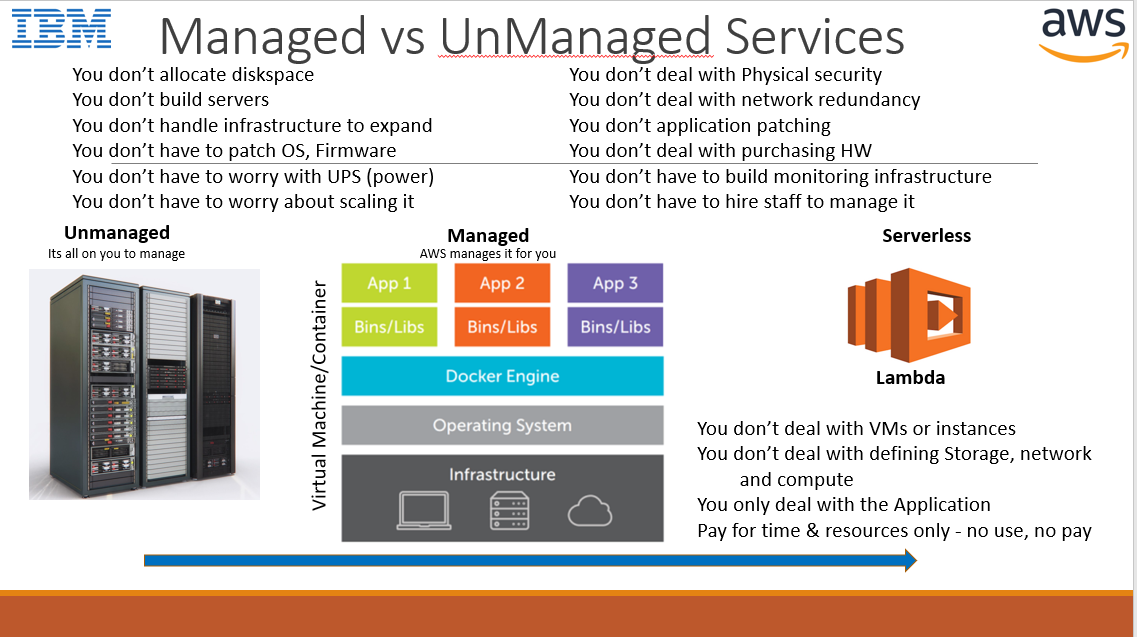 IBM
Managed vs UnManaged Services
aws
You don’t allocate diskspace
You don’t build servers
You don’t handle infrastructure to expand
You don’t have to patch OS, Firmware
You don’t have to worry with UPS (power)
You don’t have to worry about scaling it
You don’t deal with Physical security
You don’t deal with network redundancy
You don’t application patching
You don’t deal with purchasing HW
You don’t have to build monitoring infrastructure
You don’t have to hire staff to manage it
Unmanaged
Its all on you to manage
Managed
AWS manages it for you
Virtual Machine/Container
App 1
App 2
App 3
Bins/Libs
Bins/Libs
Bins/Libs
Docker Engine
Operating System
Infrastructure
Serverless
Lambda
You don’t deal with VMs or instances
You don’t deal with defining Storage, network
and compute
You only deal with the Application
Pay for time & resources only - no use, no pay